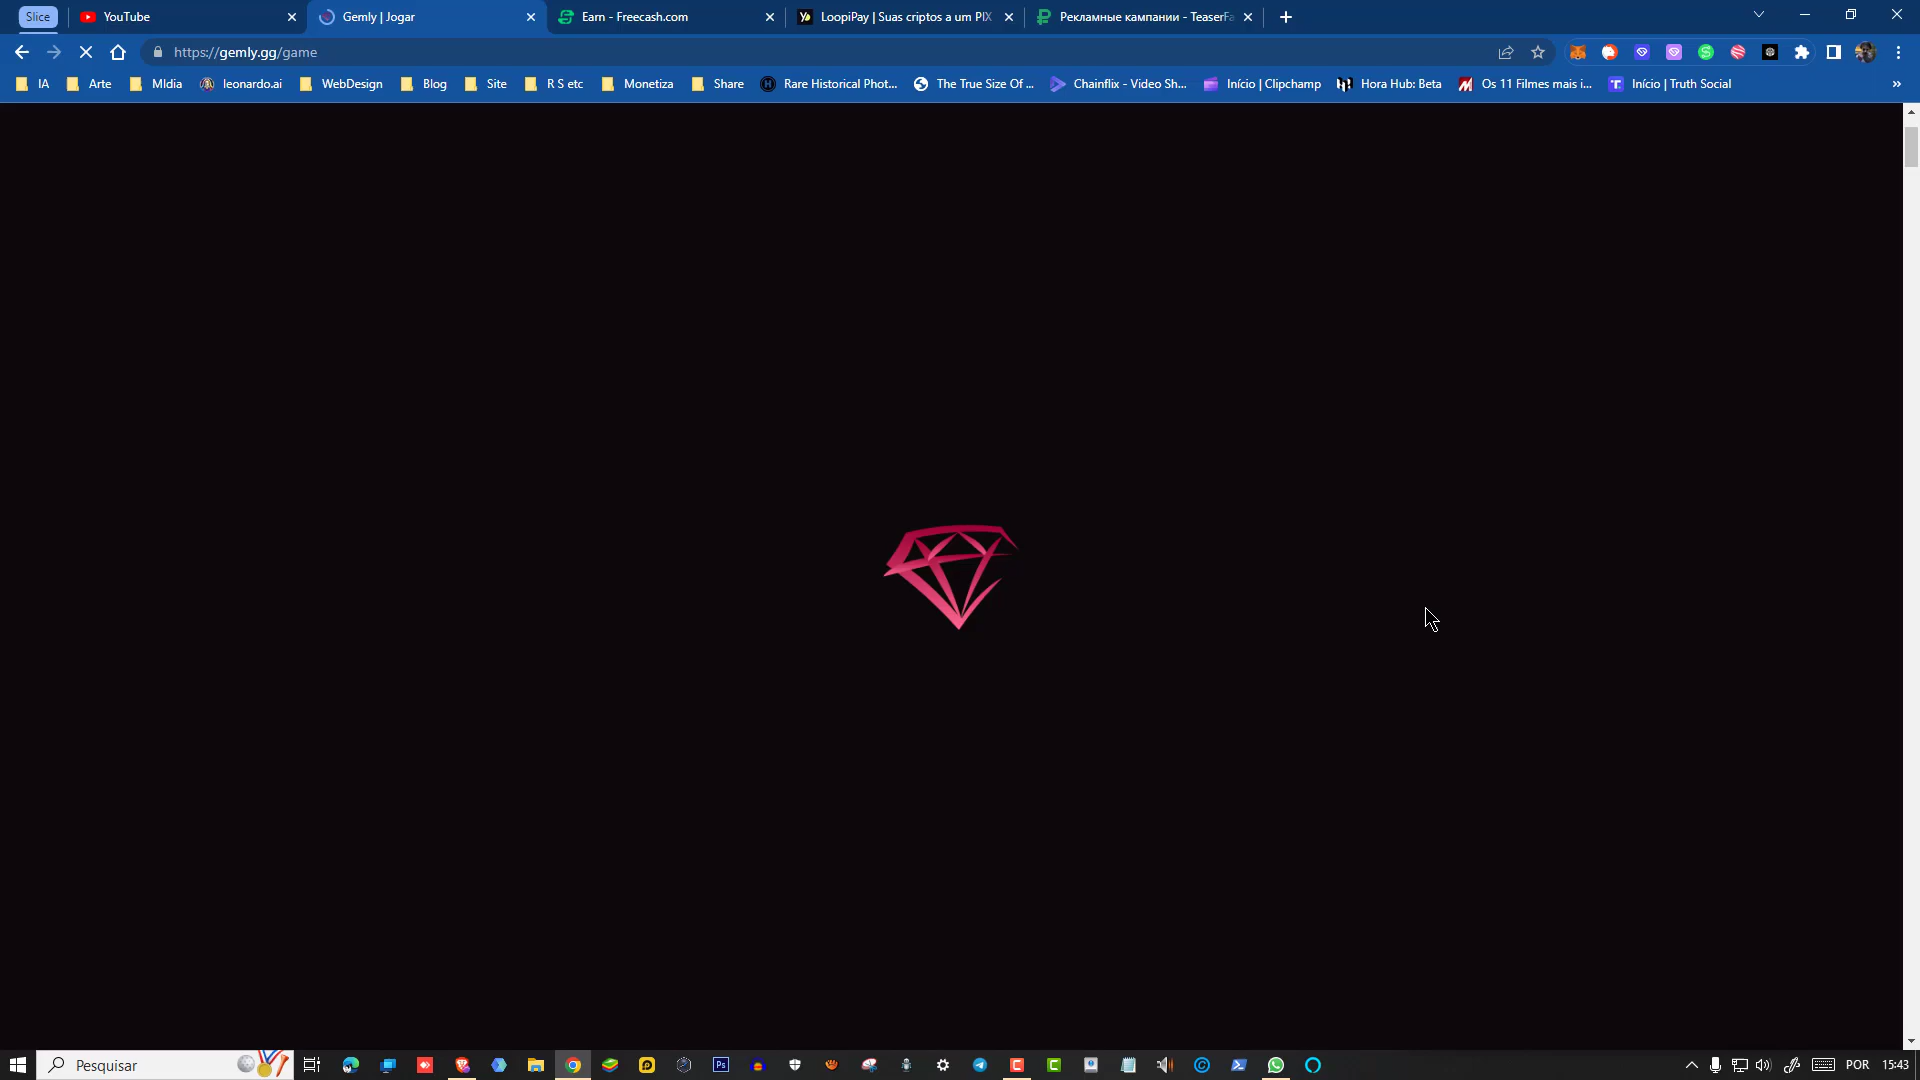 Slice
YouTube
Gemly | Jogar
Earn - Freecash.com
LoopiPay | Suas criptos a um PIX
Рекламные кампании - TeaserFa
https://gemly.gg/game
IA
Arte
MIdia
leonardo.ai
WebDesign
Blog
Site
R S etc
Monetiza
Share
Rare Historical Phot...
The True Size Of ...
Chainflix - Video Sh...
Início | Clipchamp
Hora Hub: Beta
Os 11 Filmes mais i...
Início | Truth Social
Pesquisar
POR
15:43